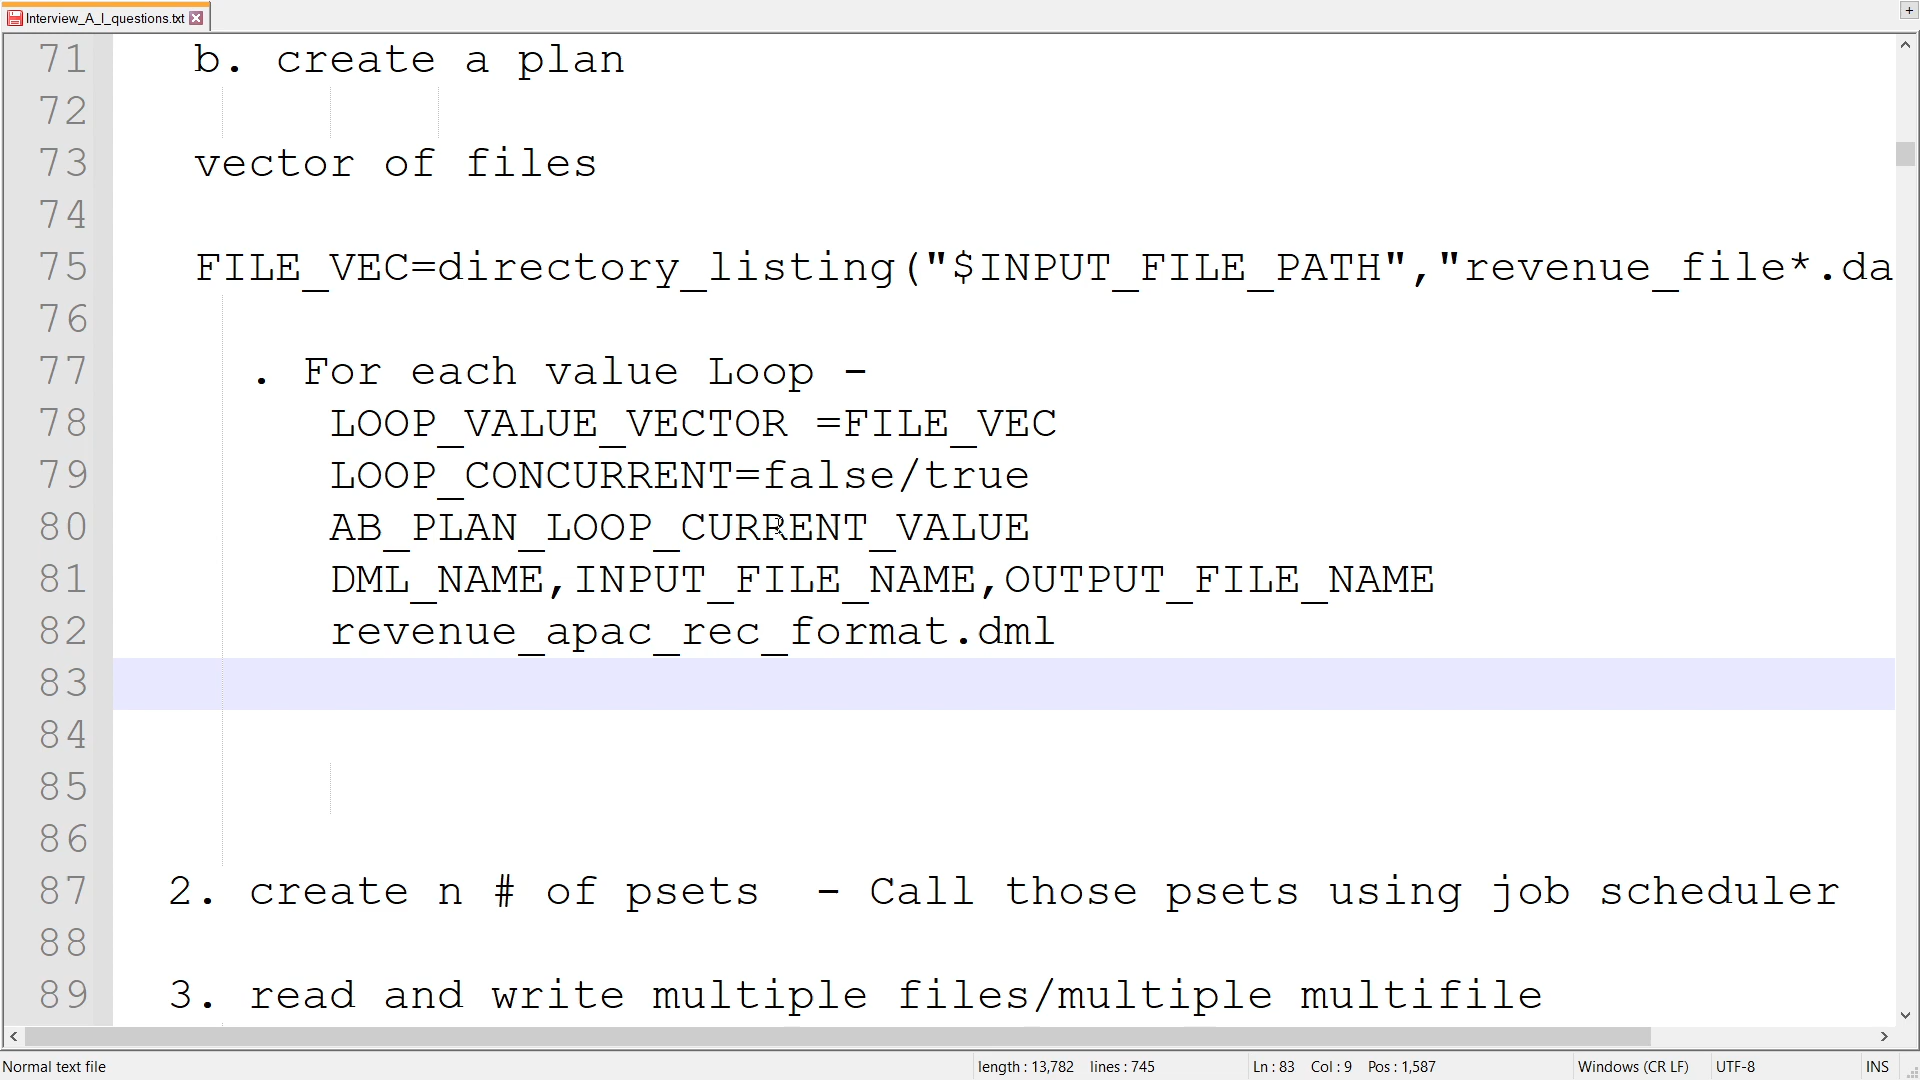 Interview_A_I_questions.txt
71 b. create a plan
72
73 vector of files
74
75 FILE_VEC=directory_listing("$INPUT_FILE_PATH","revenue_file*.da
76
77 . For each value Loop -
78 LOOP_VALUE_VECTOR =FILE_VEC
79 LOOP_CONCURRENT=false/true
80 AB_PLAN_LOOP_CURRENT_VALUE
81 DML_NAME,INPUT_FILE_NAME,OUTPUT_FILE_NAME
82 revenue_apac_rec_format.dml
83
84
85
86
87 2. create n # of psets - Call those psets using job scheduler
88
89 3. read and write multiple files/multiple multifile
Normal text file length : 13,782 lines : 745 Ln : 83 Col : 9 Pos : 1,587 Windows (CR LF) UTF-8 INS